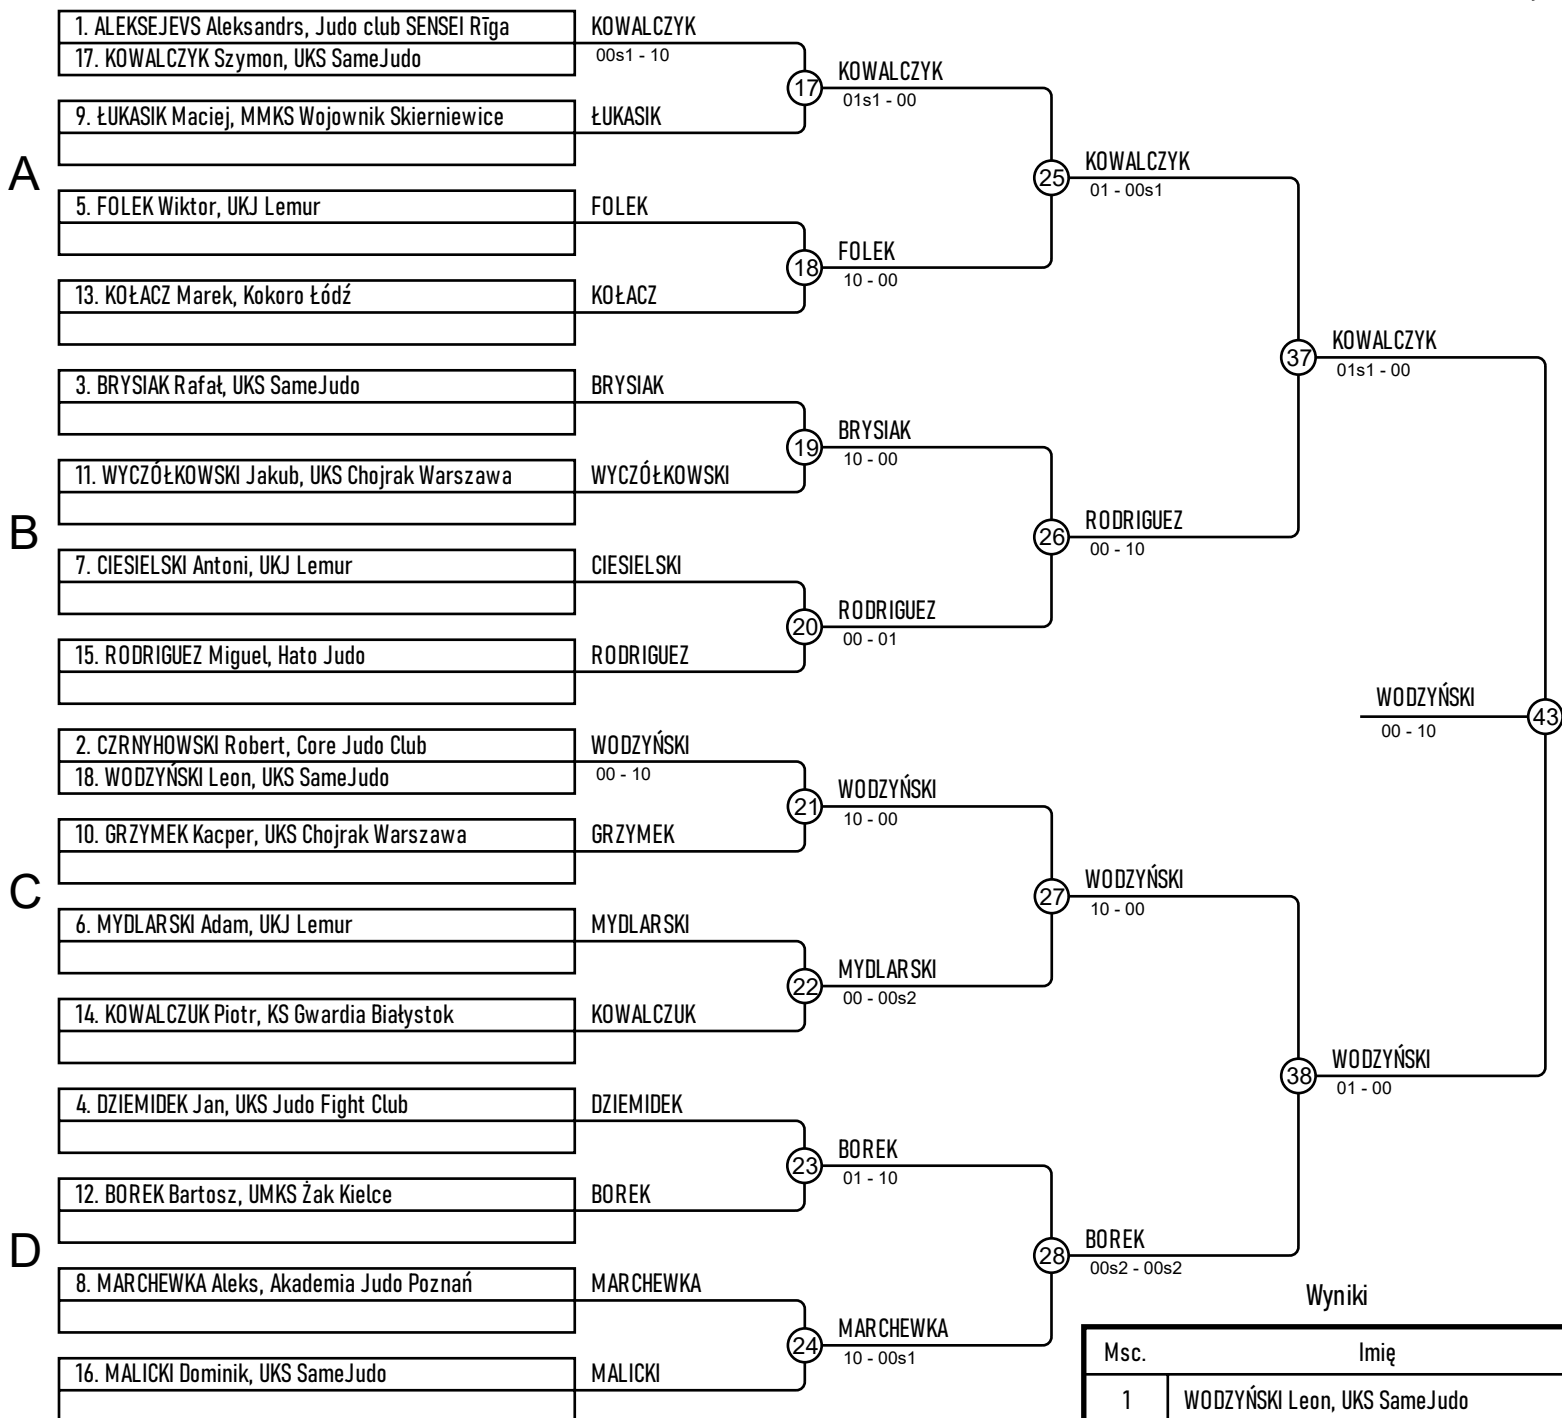 1. ALEKSEJEVS Aleksandrs, Judo club SENSEI Rīga
17. KOWALCZYK Szymon, UKS SameJudo
KOWALCZYK
00s1 - 10
9. ŁUKASIK Maciej, MMKS Wojownik Skierniewice
ŁUKASIK
17
KOWALCZYK
01s1 - 00
A
5. FOLEK Wiktor, UKJ Lemur
FOLEK
13. KOŁACZ Marek, Kokoro Łódź
KOŁACZ
18
FOLEK
10 - 00
25
KOWALCZYK
01 - 00s1
3. BRYSIAK Rafał, UKS SameJudo
BRYSIAK
11. WYCZÓŁKOWSKI Jakub, UKS Chojrak Warszawa
WYCZÓŁKOWSKI
19
BRYSIAK
10 - 00
B
7. CIESIELSKI Antoni, UKJ Lemur
CIESIELSKI
15. RODRIGUEZ Miguel, Hato Judo
RODRIGUEZ
20
RODRIGUEZ
00 - 01
26
RODRIGUEZ
00 - 10
37
KOWALCZYK
01s1 - 00
2. CZRNYHOWSKI Robert, Core Judo Club
18. WODZYŃSKI Leon, UKS SameJudo
WODZYŃSKI
00 - 10
10. GRZYMEK Kacper, UKS Chojrak Warszawa
GRZYMEK
21
WODZYŃSKI
10 - 00
C
6. MYDLARSKI Adam, UKJ Lemur
MYDLARSKI
14. KOWALCZUK Piotr, KS Gwardia Białystok
KOWALCZUK
22
MYDLARSKI
00 - 00s2
27
WODZYŃSKI
10 - 00
4. DZIEMIDEK Jan, UKS Judo Fight Club
DZIEMIDEK
12. BOREK Bartosz, UMKS Żak Kielce
BOREK
23
BOREK
01 - 10
D
8. MARCHEWKA Aleks, Akademia Judo Poznań
MARCHEWKA
16. MALICKI Dominik, UKS SameJudo
MALICKI
24
MARCHEWKA
10 - 00s1
28
BOREK
00s2 - 00s2
38
WODZYŃSKI
01 - 00
WODZYŃSKI
00 - 10
43
Wyniki
Msc. Imię
1 WODZYŃSKI Leon, UKS SameJudo